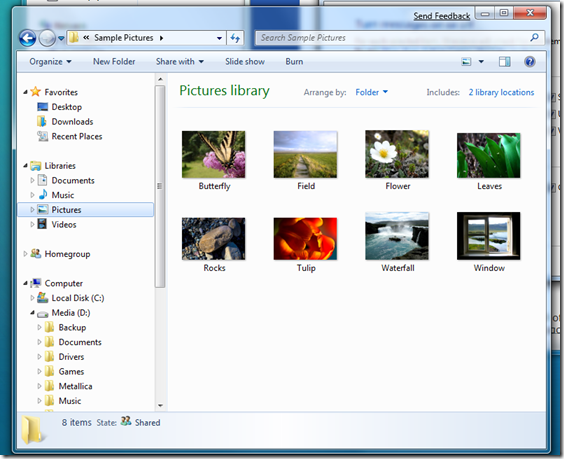 Send Feedback
« Sample Pictures
Search Sample Pictures
Organize New Folder Share with Slide show Burn
Favorites
Desktop
Downloads
Recent Places
Libraries
Documents
Music
Pictures
Videos
Homegroup
Computer
Local Disk (C:)
Media (D:)
Backup
Documents
Drivers
Games
Metallica
Music
Pictures library
Arrange by: Folder Includes: 2 library locations
Butterfly Field Flower Leaves
Rocks Tulip Waterfall Window
8 items State: Shared